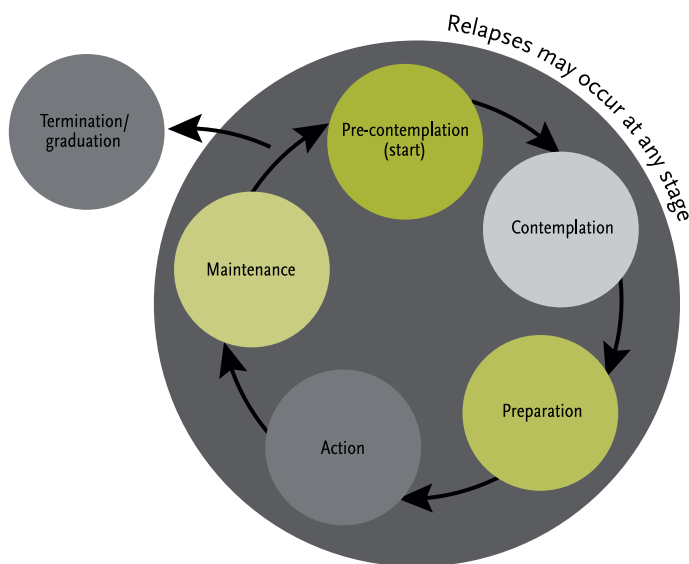 Relapses may occur at any stage
Termination/
graduation
Pre-contemplation
(start)
Contemplation
Maintenance
Preparation
Action